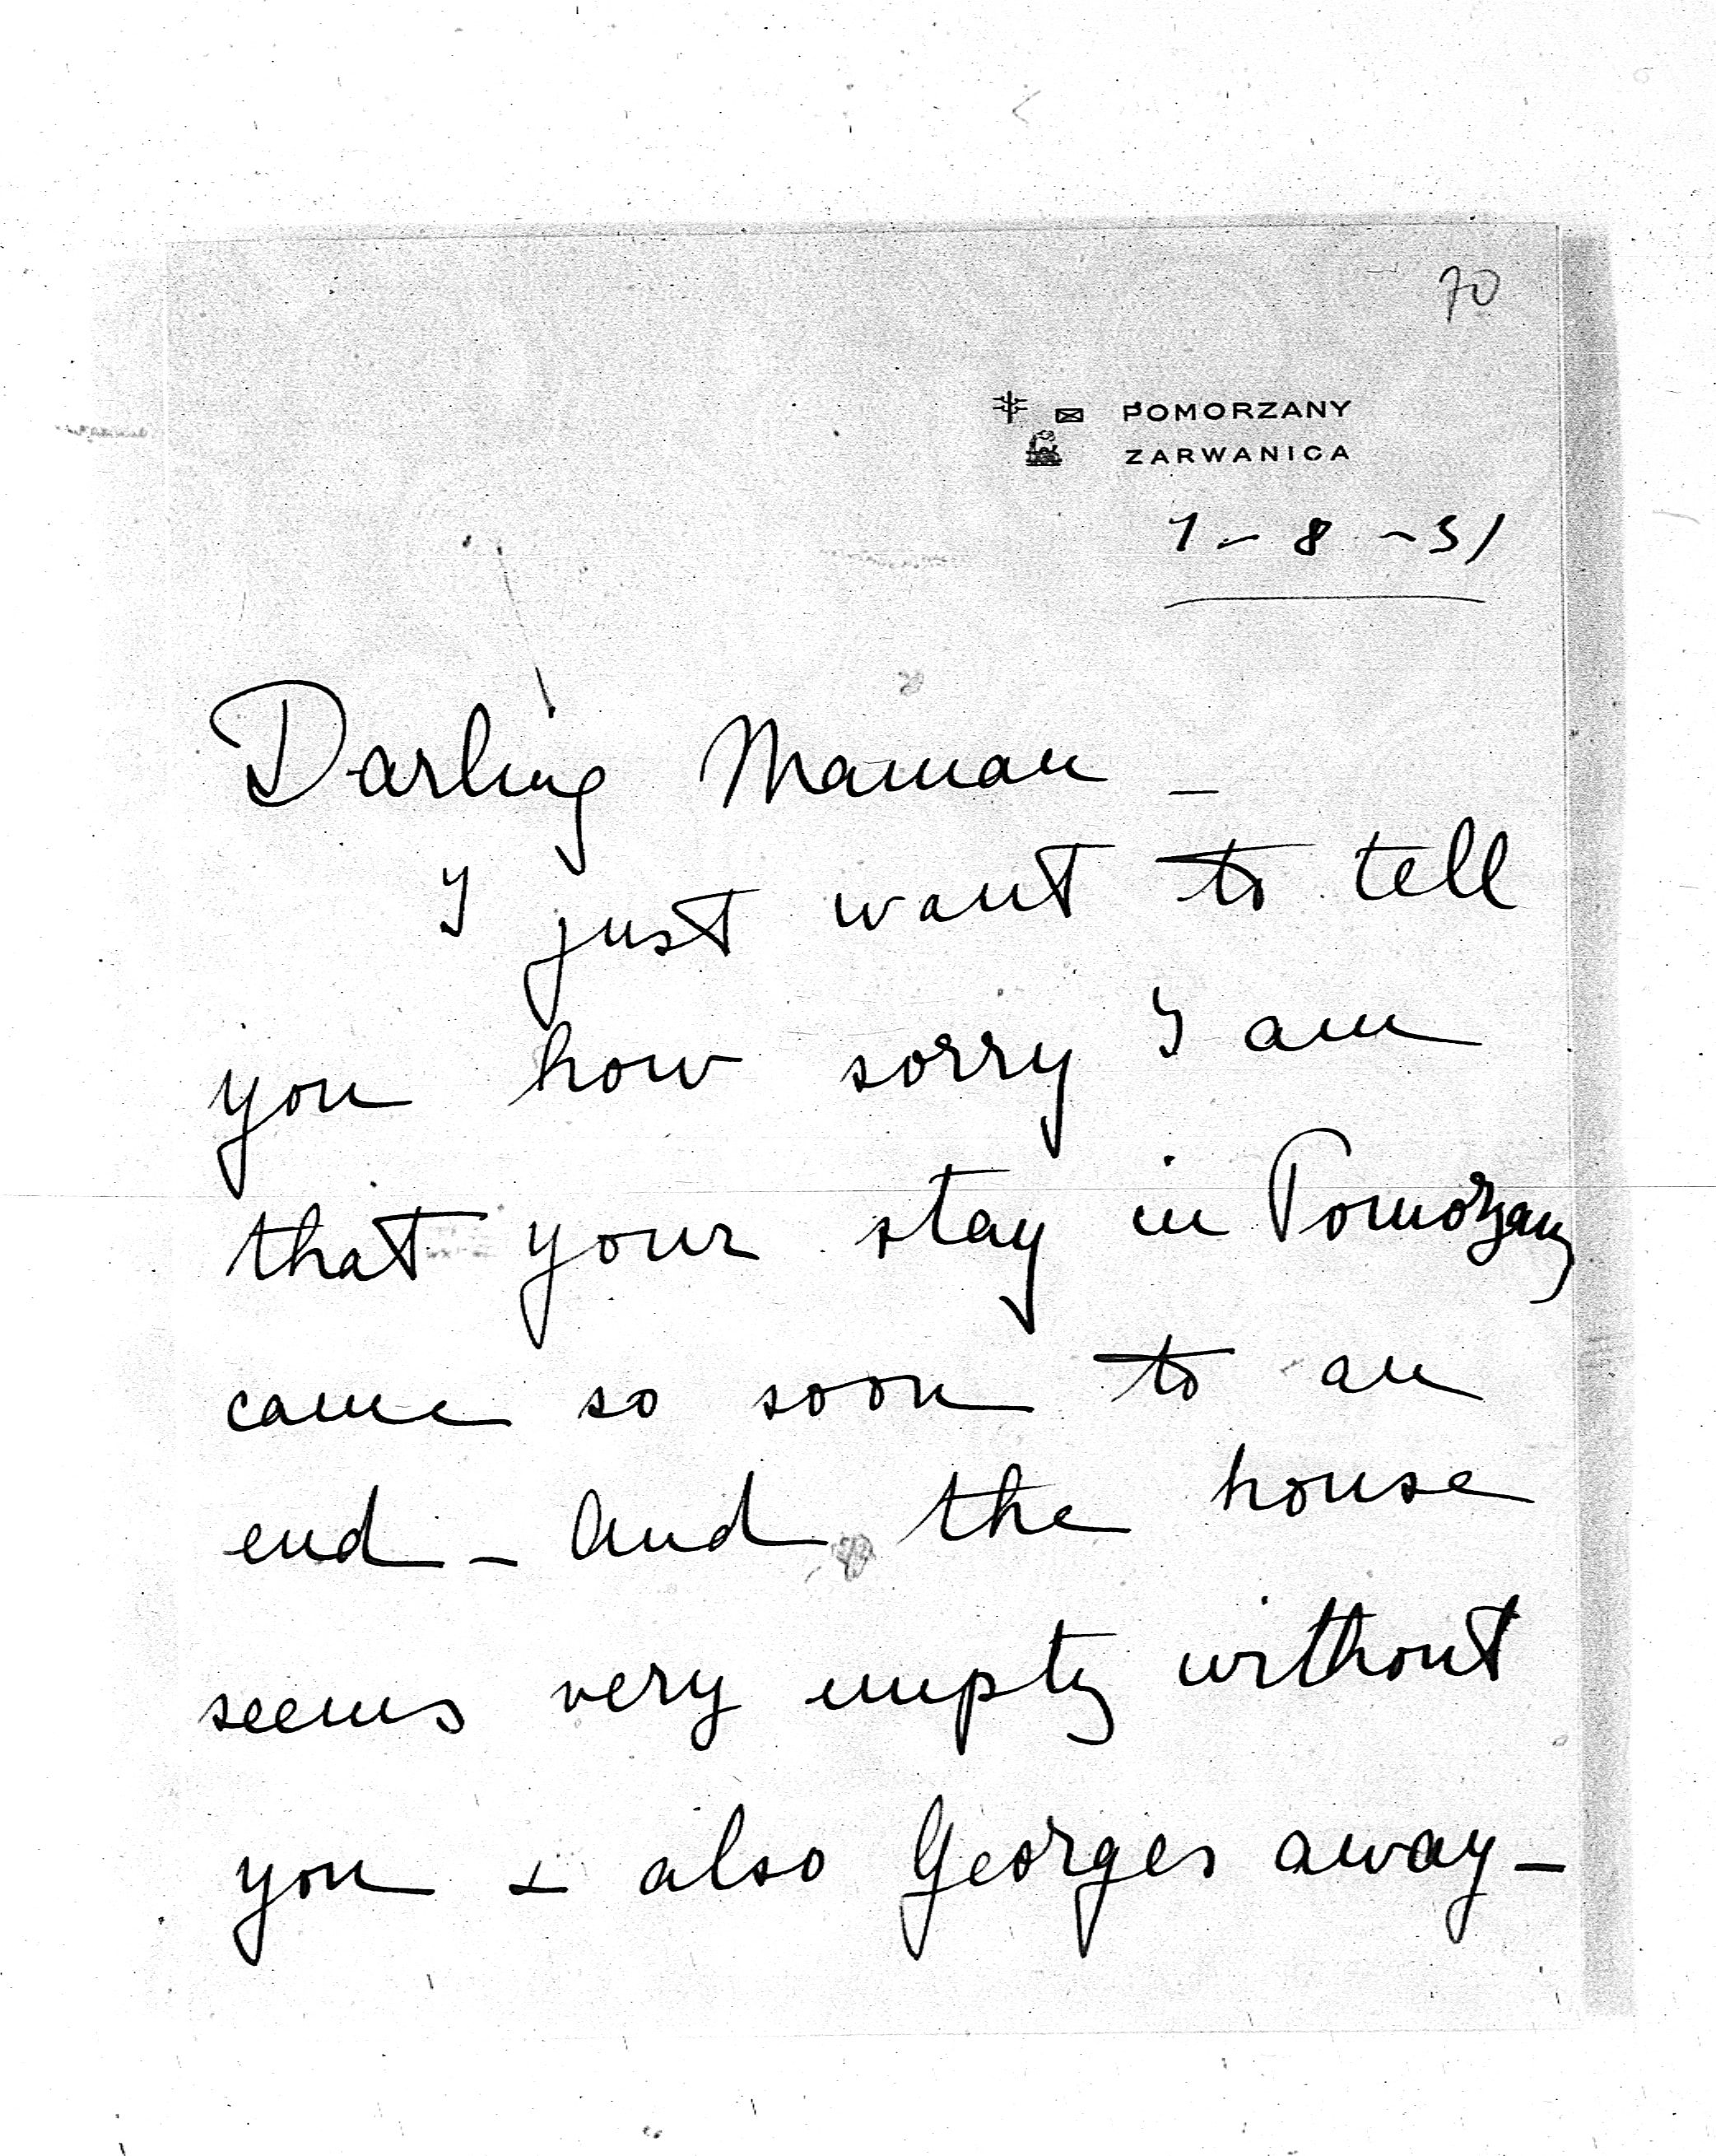 70
POMORZANY
ZARWANICA
1 - 8 - 31
Darling Maman -
I just want to tell
you how sorry I am
that your stay in Pomorzany
came so soon to an
end - And the house
seems very empty without
you & also Georges away -